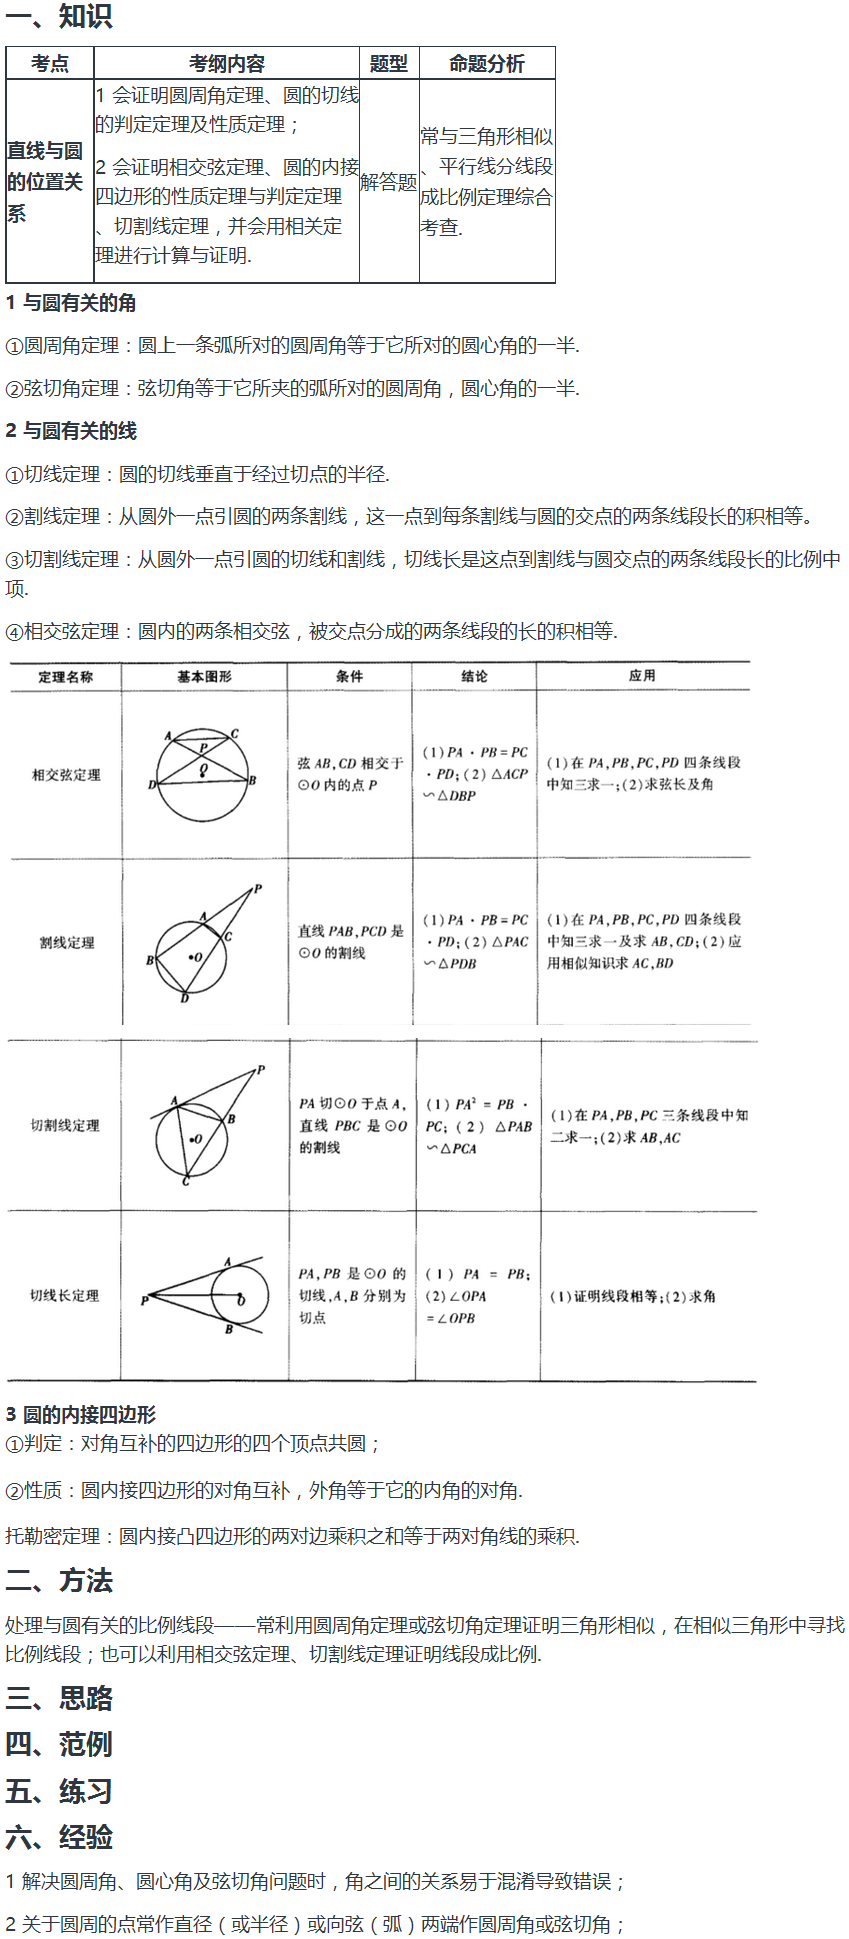 一、知识
考点
考纲内容
题型
命题分析
直线与圆
的位置关
系
1 会证明圆周角定理、圆的切线
的判定定理及性质定理；
2 会证明相交弦定理、圆的内接
四边形的性质定理与判定定理
、切割线定理，并会用相关定
理进行计算与证明.
解答题
常与三角形相似
、平行线分线段
成比例定理综合
考查.
1 与圆有关的角
①圆周角定理：圆上一条弧所对的圆周角等于它所对的圆心角的一半.
②弦切角定理：弦切角等于它所夹的弧所对的圆周角，圆心角的一半.
2 与圆有关的线
①切线定理：圆的切线垂直于经过切点的半径.
②割线定理：从圆外一点引圆的两条割线，这一点到每条割线与圆的交点的两条线段长的积相等。
③切割线定理：从圆外一点引圆的切线和割线，切线长是这点到割线与圆交点的两条线段长的比例中
项.
④相交弦定理：圆内的两条相交弦，被交点分成的两条线段的长的积相等.
定理名称
基本图形
条件
结论
应用
相交弦定理
A
C
P
O
D
B
弦 AB,CD 相交于
⊙O 内的点 P
(1) PA · PB = PC
· PD; (2) △ACP
∽△DBP
(1)在 PA,PB,PC,PD 四条线段
中知三求一;(2)求弦长及角
割线定理
P
A
C
B
O
D
直线 PAB,PCD 是
⊙O 的割线
(1) PA · PB = PC
· PD; (2) △PAC
∽△PDB
(1)在 PA,PB,PC,PD 四条线段
中知三求一及求 AB,CD;(2)应
用相似知识求 AC,BD
切割线定理
P
A
B
O
C
PA 切⊙O 于点 A,
直线 PBC 是⊙O
的割线
(1) PA² = PB ·
PC; (2) △PAB
∽△PCA
(1)在 PA,PB,PC 三条线段中知
二求一;(2)求 AB,AC
切线长定理
A
P
O
B
PA,PB 是⊙O 的
切线,A,B 分别为
切点
(1) PA = PB;
(2)∠OPA
=∠OPB
(1)证明线段相等;(2)求角
3 圆的内接四边形
①判定：对角互补的四边形的四个顶点共圆；
②性质：圆内接四边形的对角互补，外角等于它的内角的对角.
托勒密定理：圆内接凸四边形的两对边乘积之和等于两对角线的乘积.
二、方法
处理与圆有关的比例线段——常利用圆周角定理或弦切角定理证明三角形相似，在相似三角形中寻找
比例线段；也可以利用相交弦定理、切割线定理证明线段成比例.
三、思路
四、范例
五、练习
六、经验
1 解决圆周角、圆心角及弦切角问题时，角之间的关系易于混淆导致错误；
2 关于圆周的点常作直径（或半径）或向弦（弧）两端作圆周角或弦切角；